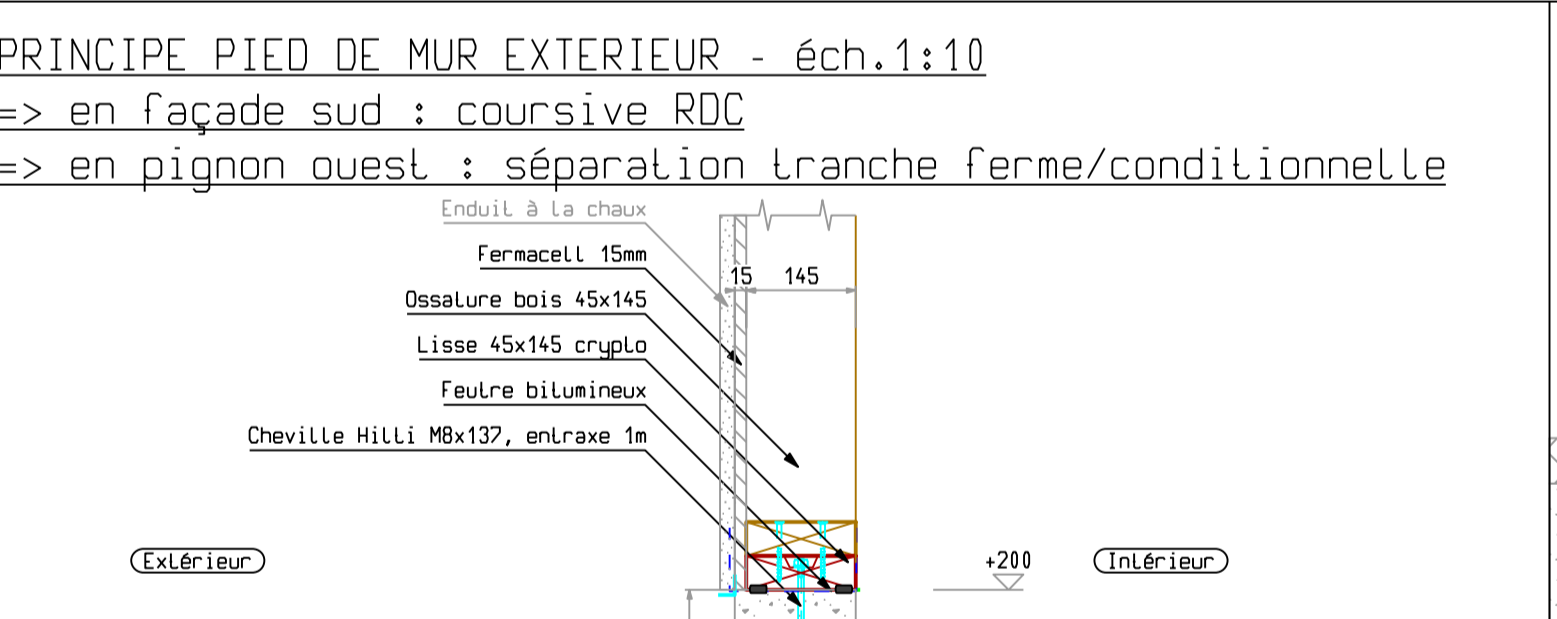 PRINCIPE PIED DE MUR EXTERIEUR - éch.1:10
=> en façade sud : coursive RDC
=> en pignon ouest : séparation tranche ferme/conditionnelle
Enduit à la chaux
Fermacell 15mm
15 145
Ossature bois 45x145
Lisse 45x145 crypto
Feutre bitumineux
Cheville Hilti M8x137, entraxe 1m
Extérieur
+200
Intérieur